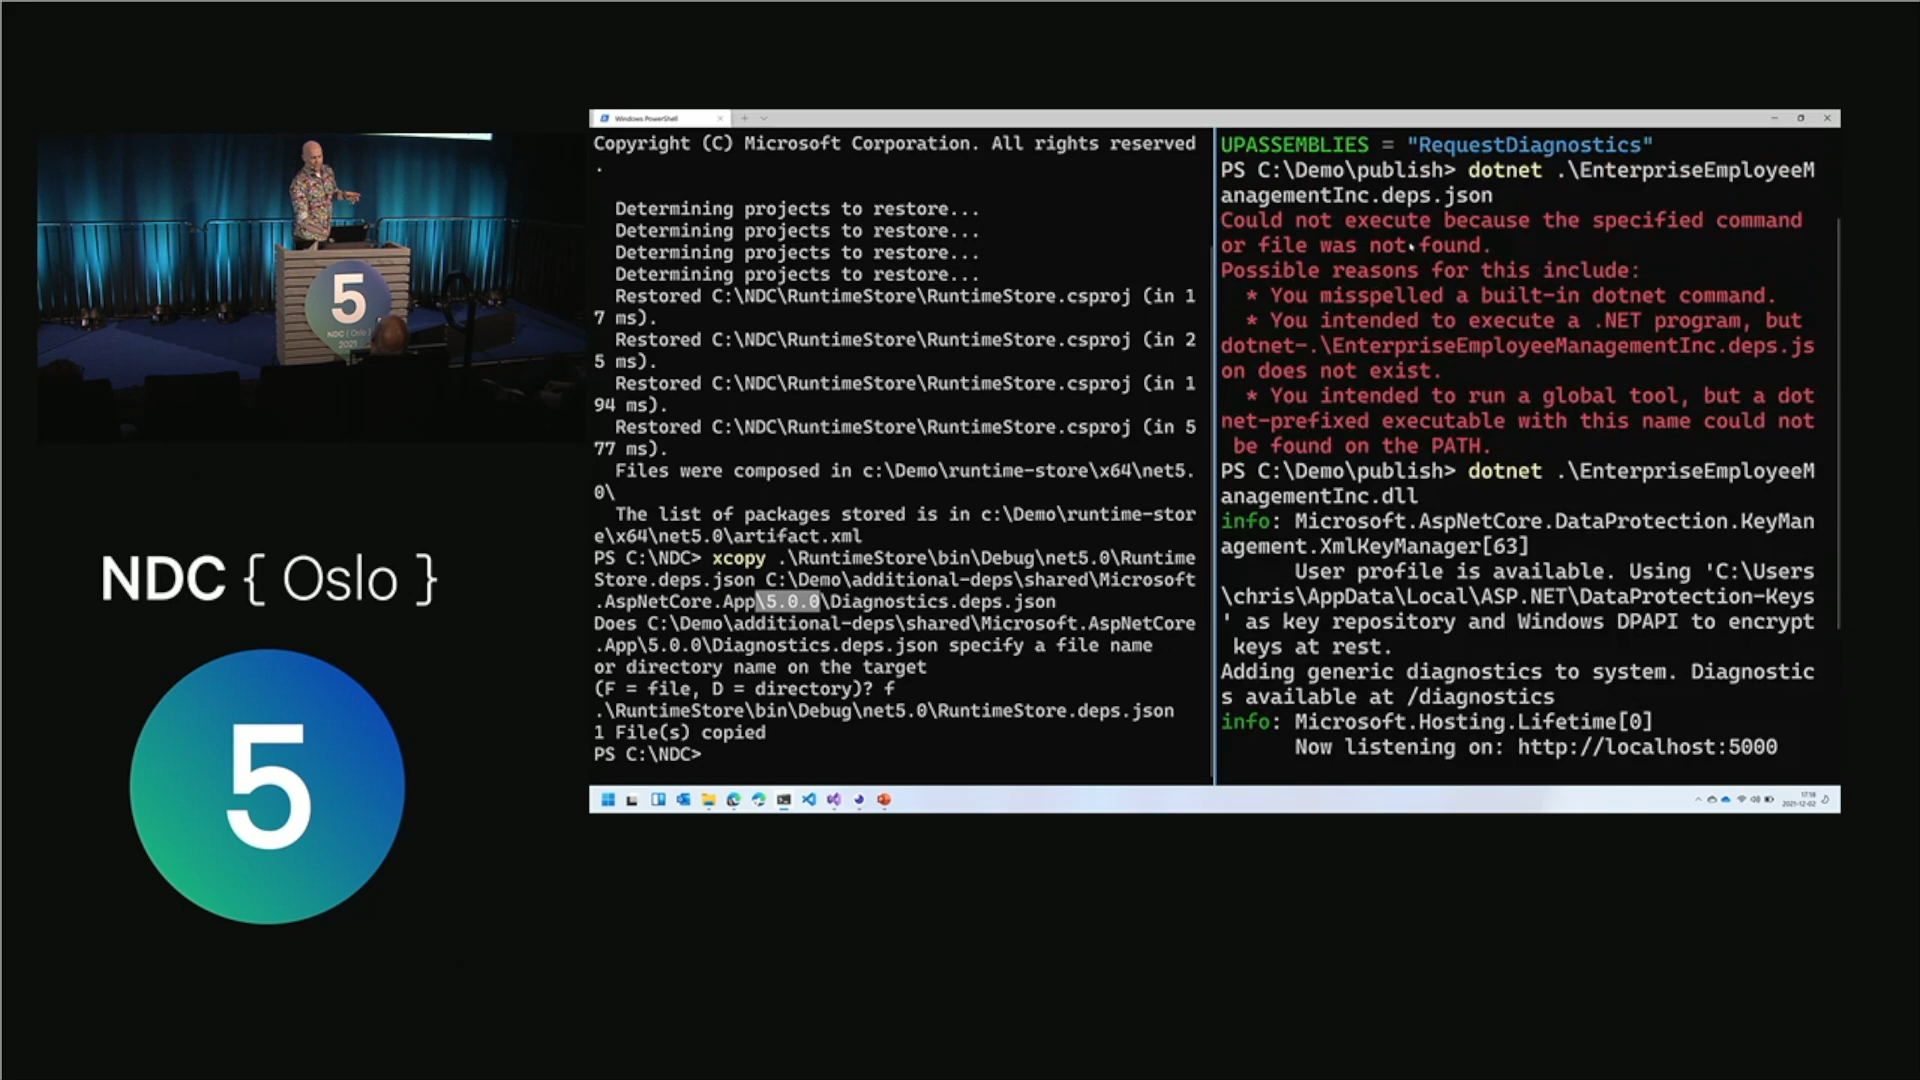 Windows PowerShell
Copyright (C) Microsoft Corporation. All rights reserved
.
Determining projects to restore...
Determining projects to restore...
Determining projects to restore...
Determining projects to restore...
Restored C:\NDC\RuntimeStore\RuntimeStore.csproj (in 1
7 ms).
Restored C:\NDC\RuntimeStore\RuntimeStore.csproj (in 2
5 ms).
Restored C:\NDC\RuntimeStore\RuntimeStore.csproj (in 1
94 ms).
Restored C:\NDC\RuntimeStore\RuntimeStore.csproj (in 5
77 ms).
Files were composed in c:\Demo\runtime-store\x64\net5.
0\
The list of packages stored is in c:\Demo\runtime-stor
e\x64\net5.0\artifact.xml
PS C:\NDC> xcopy .\RuntimeStore\bin\Debug\net5.0\Runtime
Store.deps.json C:\Demo\additional-deps\shared\Microsoft
.AspNetCore.App\5.0.0\Diagnostics.deps.json
Does C:\Demo\additional-deps\shared\Microsoft.AspNetCore
.App\5.0.0\Diagnostics.deps.json specify a file name
or directory name on the target
(F = file, D = directory)? f
.\RuntimeStore\bin\Debug\net5.0\RuntimeStore.deps.json
1 File(s) copied
PS C:\NDC>
UPASSEMBLIES = "RequestDiagnostics"
PS C:\Demo\publish> dotnet .\EnterpriseEmployeeM
anagementInc.deps.json
Could not execute because the specified command
or file was not found.
Possible reasons for this include:
* You misspelled a built-in dotnet command.
* You intended to execute a .NET program, but
dotnet-.\EnterpriseEmployeeManagementInc.deps.js
on does not exist.
* You intended to run a global tool, but a dot
net-prefixed executable with this name could not
be found on the PATH.
PS C:\Demo\publish> dotnet .\EnterpriseEmployeeM
anagementInc.dll
info: Microsoft.AspNetCore.DataProtection.KeyMan
agement.XmlKeyManager[63]
User profile is available. Using 'C:\Users
\chris\AppData\Local\ASP.NET\DataProtection-Keys
' as key repository and Windows DPAPI to encrypt
keys at rest.
Adding generic diagnostics to system. Diagnostic
s available at /diagnostics
info: Microsoft.Hosting.Lifetime[0]
Now listening on: http://localhost:5000
17:18
2021-12-02
5
NDC { Oslo }
2021
NDC { Oslo }
5